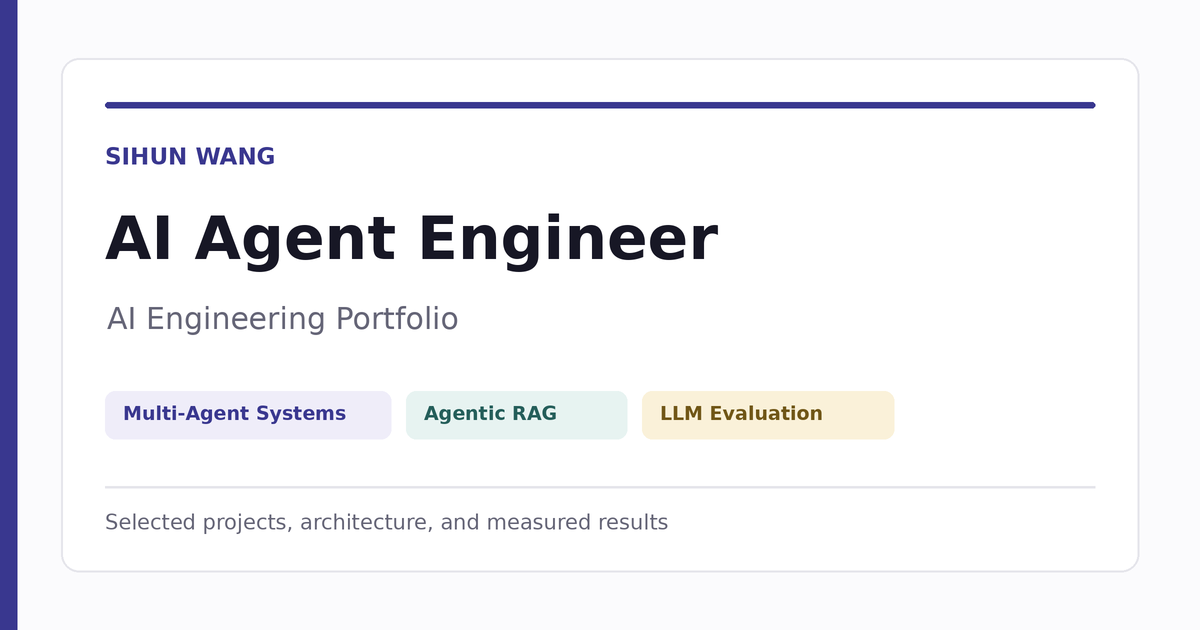 SIHUN WANG
AI Agent Engineer
AI Engineering Portfolio
Multi-Agent Systems
Agentic RAG
LLM Evaluation
Selected projects, architecture, and measured results